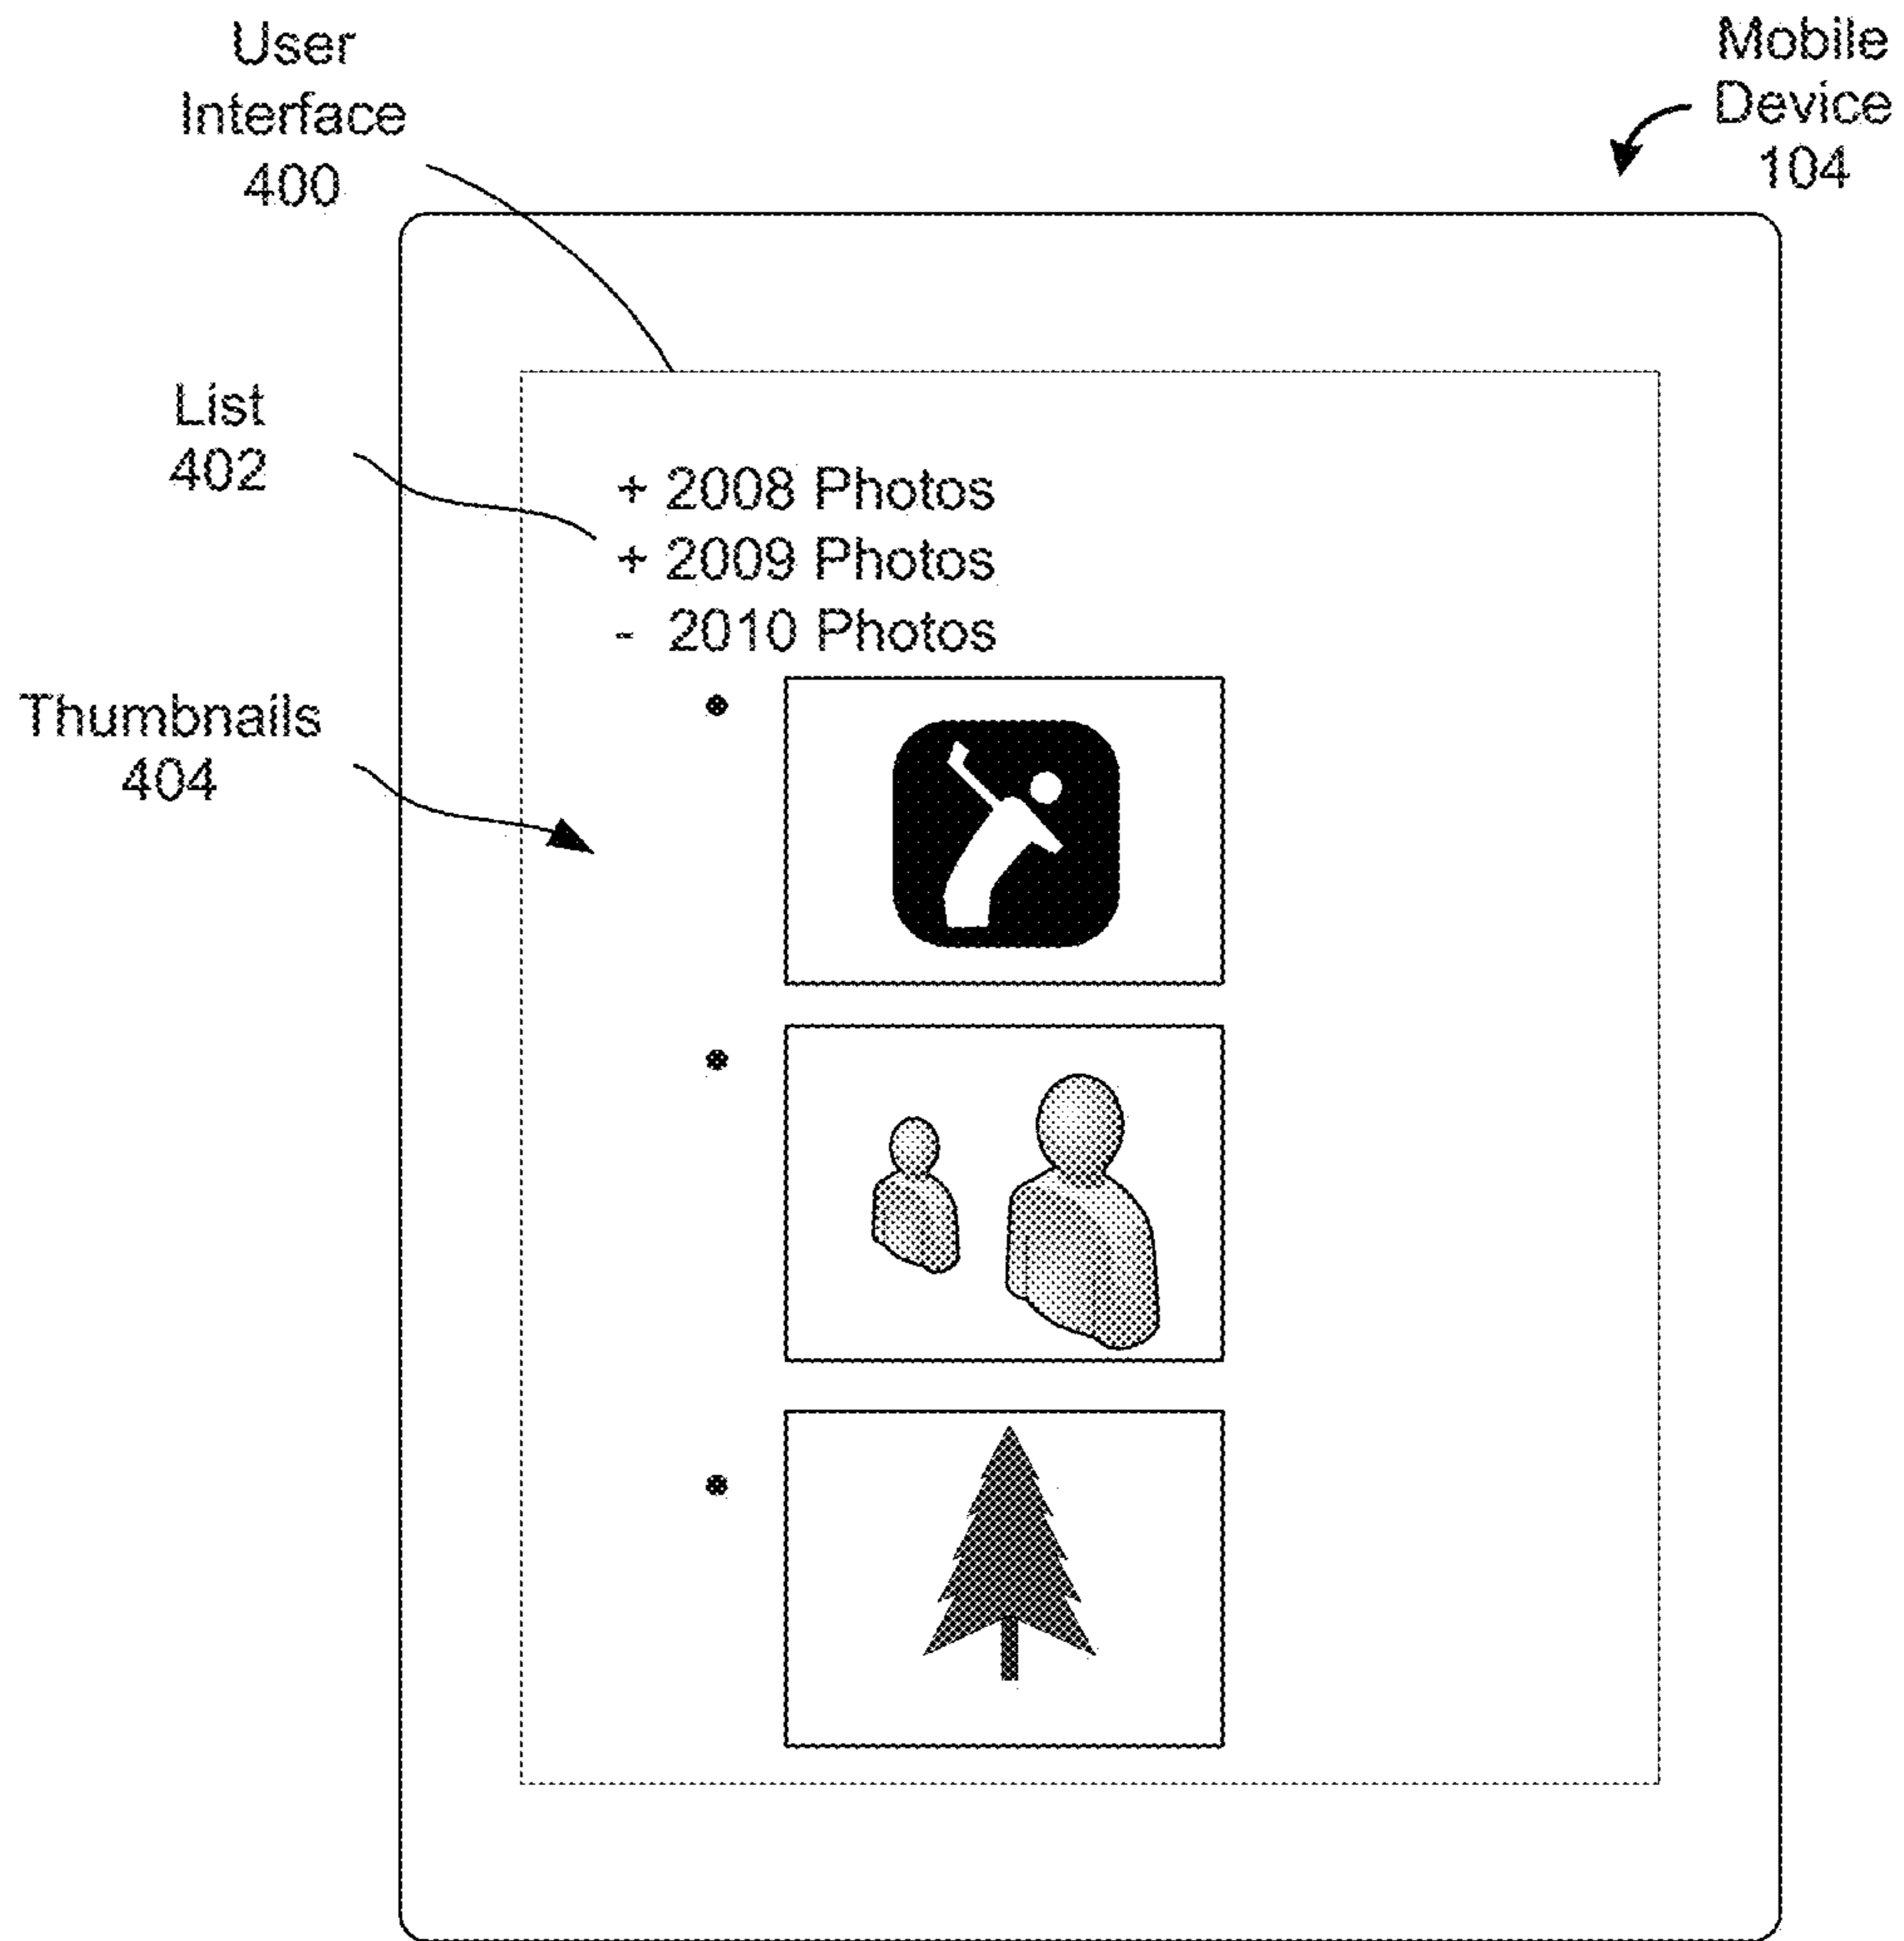 User
Interface
400
Mobile
Device
104
List
402
+ 2008 Photos
+ 2009 Photos
- 2010 Photos
Thumbnails
404